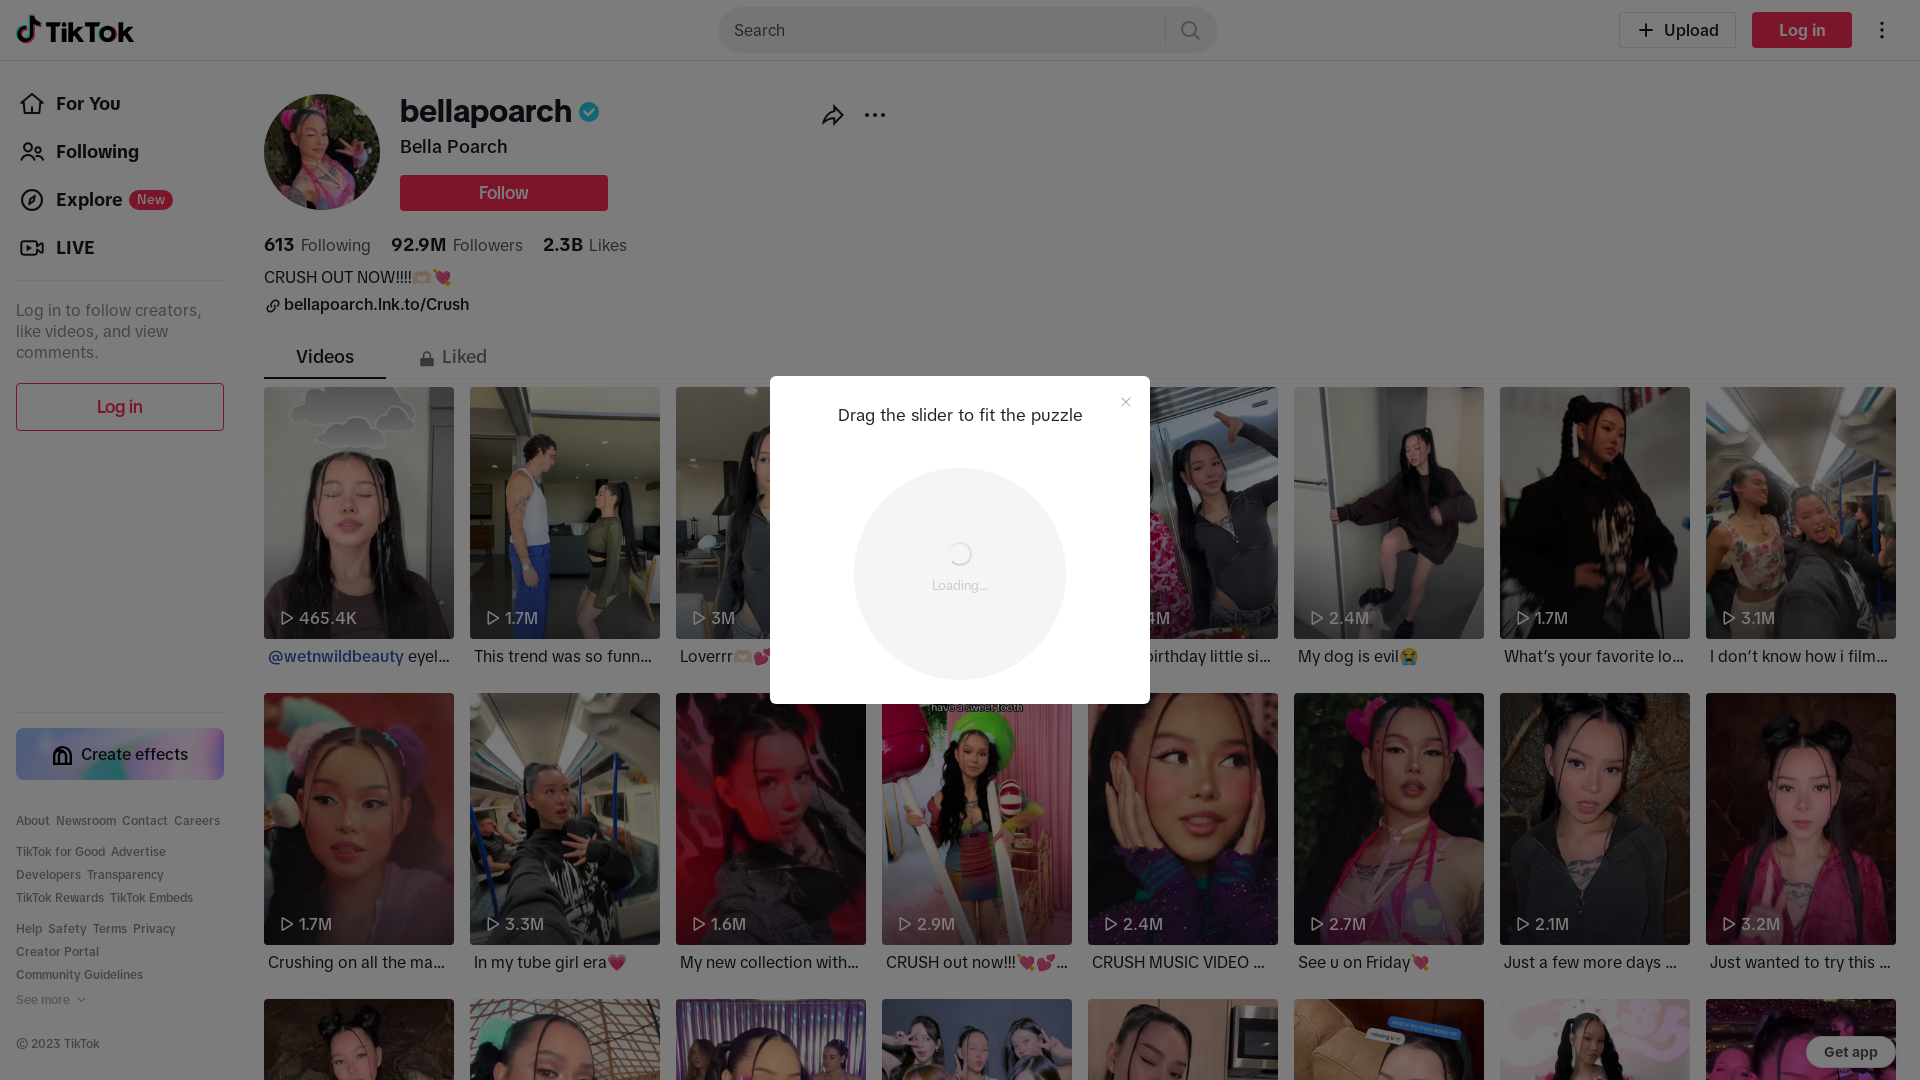 TikTok
Search
Upload
Log in
For You
Following
Explore New
LIVE
Log in to follow creators,
like videos, and view
comments.
Log in
Create effects
About Newsroom Contact Careers
TikTok for Good Advertise
Developers Transparency
TikTok Rewards TikTok Embeds
Help Safety Terms Privacy
Creator Portal
Community Guidelines
See more
© 2023 TikTok
bellapoarch
Bella Poarch
Follow
613 Following 92.9M Followers 2.3B Likes
CRUSH OUT NOW!!!!🫶🏼💘
bellapoarch.lnk.to/Crush
Videos
Liked
Drag the slider to fit the puzzle
Loading...
465.4K
1.7M
3M
4M
2.4M
1.7M
3.1M
@wetnwildbeauty eyel...
This trend was so funn...
Loverrr🫶🏼💕
birthday little si...
My dog is evil😭
What’s your favorite lo...
I don’t know how i film...
have a sweet tooth
1.7M
3.3M
1.6M
2.9M
2.4M
2.7M
2.1M
3.2M
Crushing on all the ma...
In my tube girl era💗
My new collection with...
CRUSH out now!!!💘💕...
CRUSH MUSIC VIDEO ...
See u on Friday💘
Just a few more days ...
Just wanted to try this ...
Get app